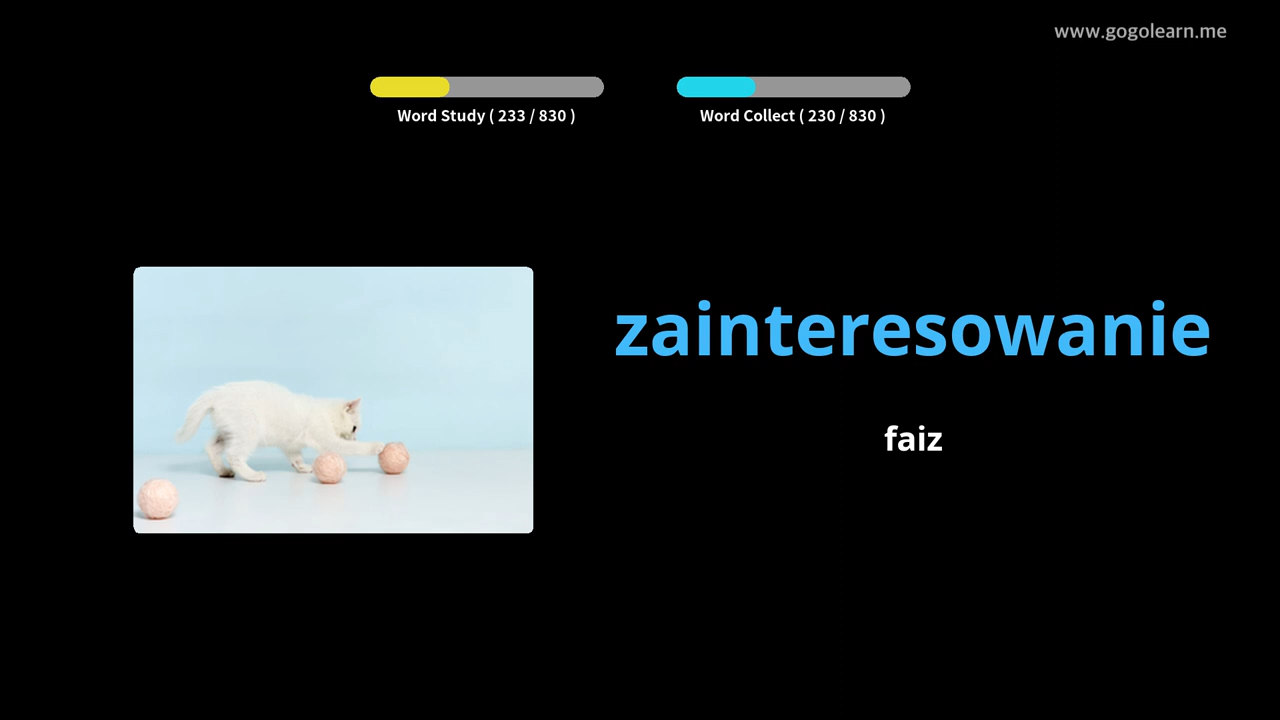 www.gogolearn.me
Word Study ( 233 / 830 )
Word Collect ( 230 / 830 )
zainteresowanie
faiz